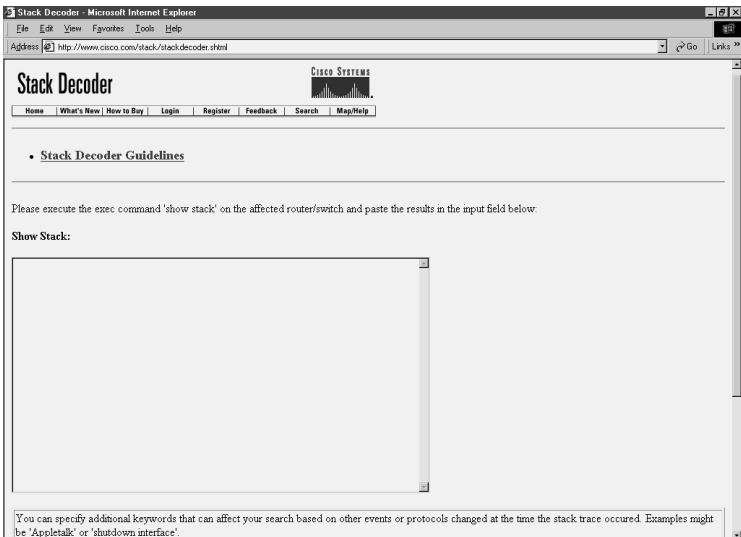 Stack Decoder - Microsoft Internet Explorer
File Edit View Favorites Tools Help
Address http://www.cisco.com/stack/stackdecoder.shtml Go Links »
Stack Decoder
CISCO SYSTEMS
Home | What's New | How to Buy | Login | Register | Feedback | Search | Map/Help
• Stack Decoder Guidelines
Please execute the exec command 'show stack' on the affected router/switch and paste the results in the input field below:
Show Stack:
You can specify additional keywords that can affect your search based on other events or protocols changed at the time the stack trace occured. Examples might
be 'Appletalk' or 'shutdown interface'.